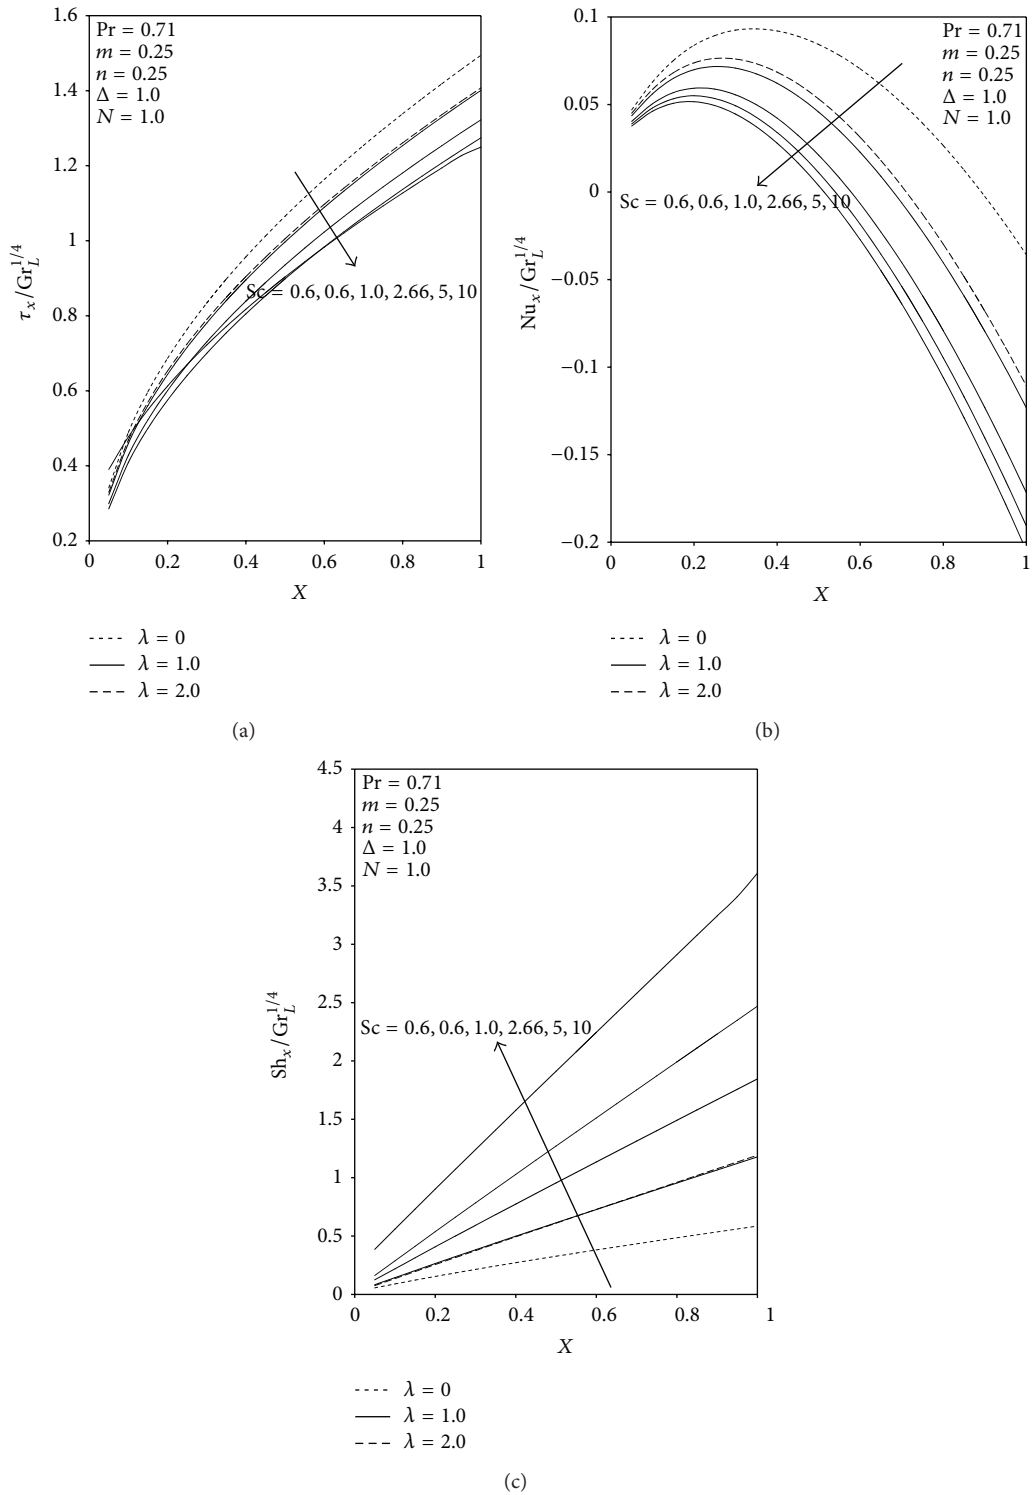 1.6
1.4
1.2
1
0.8
0.6
0.4
0.2
τx/Gr_L^{1/4}
Pr = 0.71
m = 0.25
n = 0.25
Δ = 1.0
N = 1.0
Sc = 0.6, 0.6, 1.0, 2.66, 5, 10
0 0.2 0.4 0.6 0.8 1
X
λ = 0
λ = 1.0
λ = 2.0
(a)
0.1
0.05
0
−0.05
−0.1
−0.15
−0.2
Nu_x/Gr_L^{1/4}
Pr = 0.71
m = 0.25
n = 0.25
Δ = 1.0
N = 1.0
Sc = 0.6, 0.6, 1.0, 2.66, 5, 10
0 0.2 0.4 0.6 0.8 1
X
λ = 0
λ = 1.0
λ = 2.0
(b)
4.5
4
3.5
3
2.5
2
1.5
1
0.5
0
Sh_x/Gr_L^{1/4}
Pr = 0.71
m = 0.25
n = 0.25
Δ = 1.0
N = 1.0
Sc = 0.6, 0.6, 1.0, 2.66, 5, 10
0 0.2 0.4 0.6 0.8 1
X
λ = 0
λ = 1.0
λ = 2.0
(c)